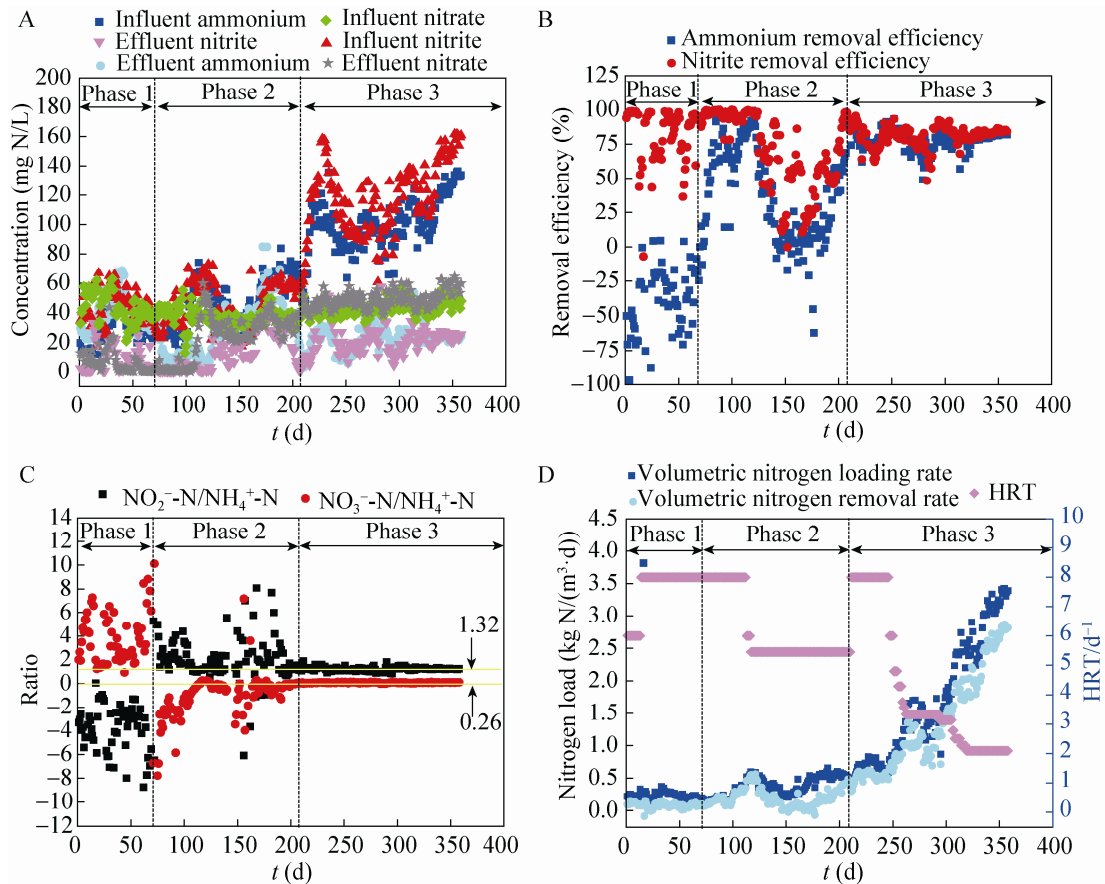 A
Influent ammonium
Influent nitrate
Effluent nitrite
Influent nitrite
Effluent ammonium
Effluent nitrate
200
180
160
140
120
100
80
60
40
20
0
Concentration (mg N/L)
Phase 1
Phase 2
Phase 3
0 50 100 150 200 250 300 350 400
t (d)
B
Ammonium removal efficiency
Nitrite removal efficiency
125
100
75
50
25
0
−25
−50
−75
−100
Removal efficiency (%)
Phase 1
Phase 2
Phase 3
0 50 100 150 200 250 300 350 400
t (d)
C
NO₂⁻-N/NH₄⁺-N
NO₃⁻-N/NH₄⁺-N
14
12
10
8
6
4
2
0
−2
−4
−6
−8
−10
−12
Ratio
Phase 1
Phase 2
Phase 3
1.32
0.26
0 50 100 150 200 250 300 350 400
t (d)
D
Volumetric nitrogen loading rate
Volumetric nitrogen removal rate
HRT
4.5
4.0
3.5
3.0
2.5
2.0
1.5
1.0
0.5
0.0
Nitrogen load (kg N/(m³·d))
Phasc 1
Phasc 2
Phasc 3
10
9
8
7
6
5
4
3
2
1
0
HRT/d⁻¹
0 50 100 150 200 250 300 350 400
t (d)